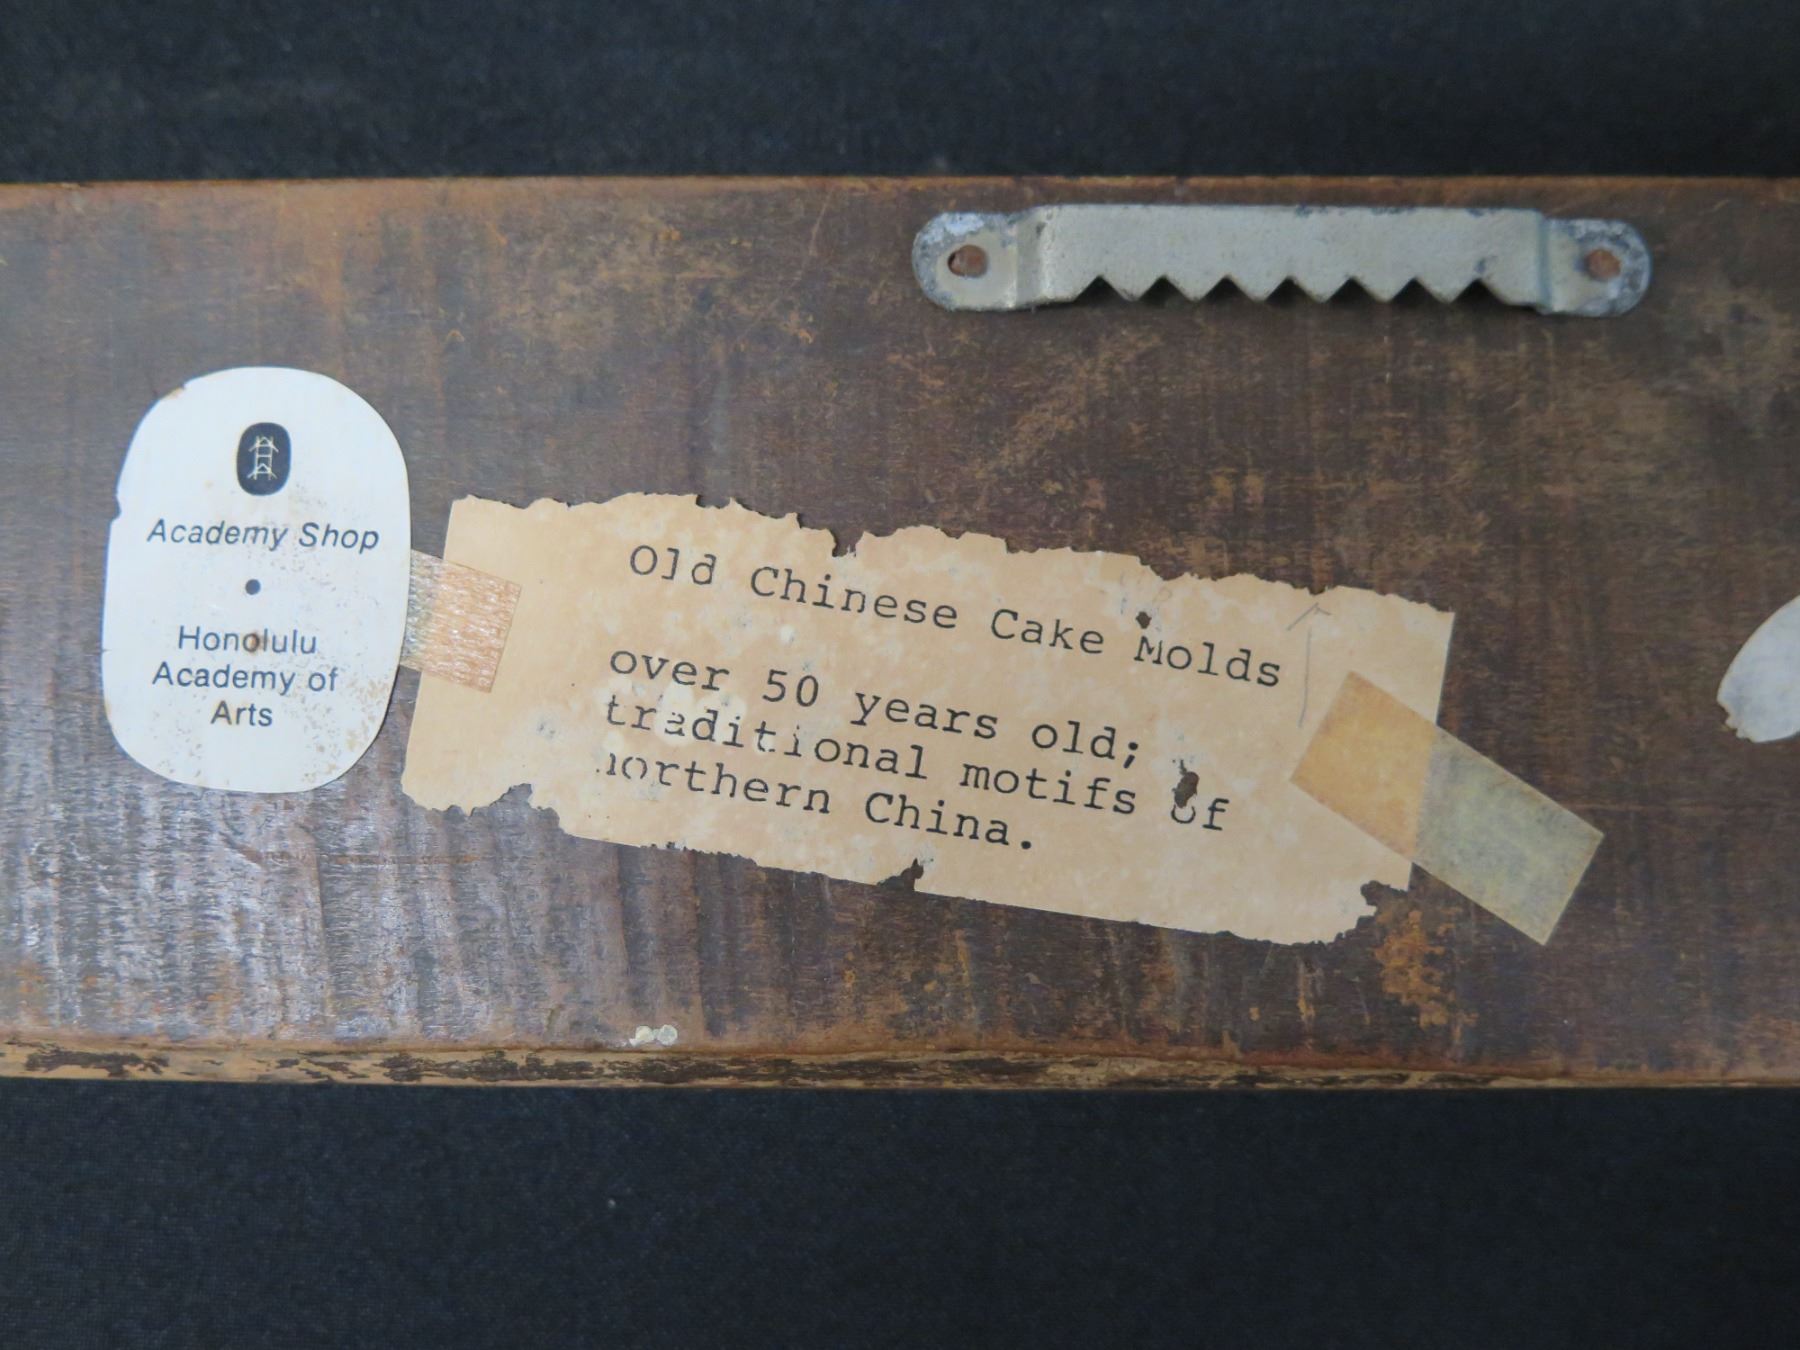 Academy Shop
•
Honolulu
Academy of
Arts
Old Chinese Cake Molds
over 50 years old;
traditional motifs of
northern China.